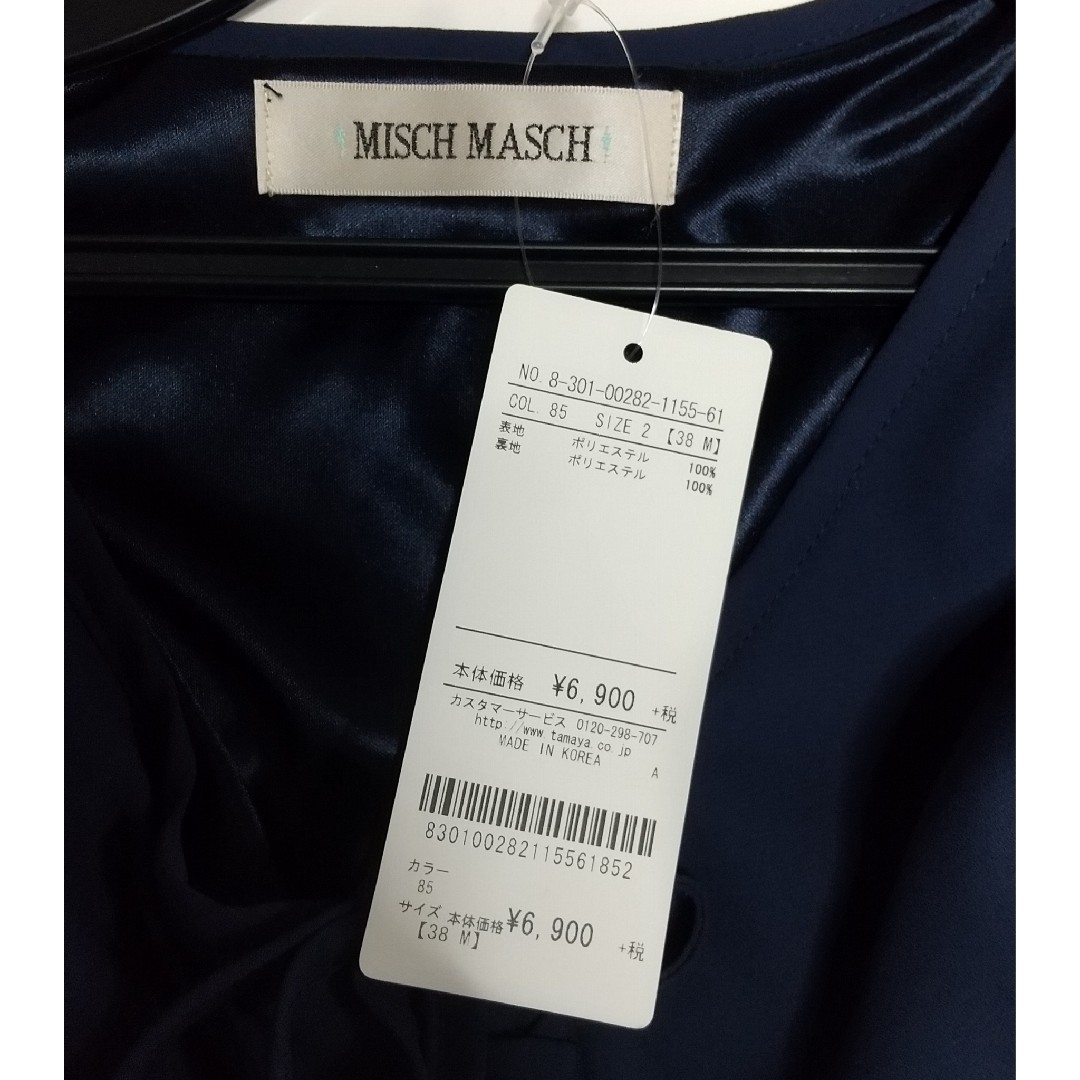 MISCH MASCH
NO. 8-301-00282-1155-61
COL. 85 SIZE 2 【38 M】
表地 ポリエステル 100%
裏地 ポリエステル 100%
本体価格 ¥6,900 +税
カスタマーサービス 0120-298-707
http://www.tamaya.co.jp
MADE IN KOREA A
830100282115561852
カラー
85
サイズ 本体価格 ¥6,900 +税
【38 M】